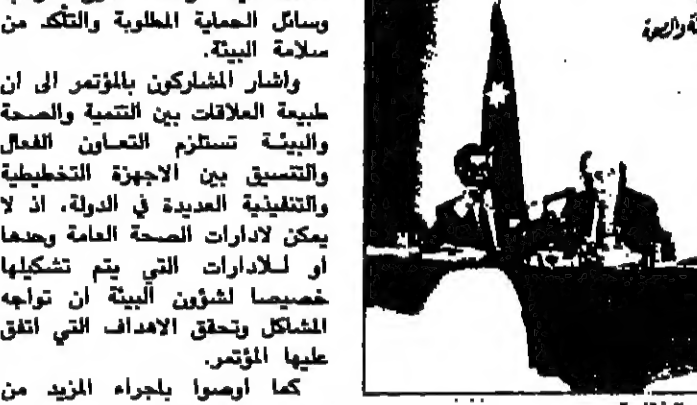 وسائل الحماية المطلوبة والتأكد من
سلامة البيئة.
واشار المشاركون بالمؤتمر الى ان
طبيعة العلاقات بين التنمية والصحة
والبيئة تستلزم التعاون الفعال
والتنسيق بين الاجهزة التخطيطية
والتنفيذية العديدة في الدولة، اذ لا
يمكن لادارات الصحة العامة وحدها
او للادارات التي يتم تشكيلها
خصيصا لشؤون البيئة ان تواجه
المشاكل وتحقق الاهداف التي اتفق
عليها المؤتمر.
كما اوصوا باجراء المزيد من